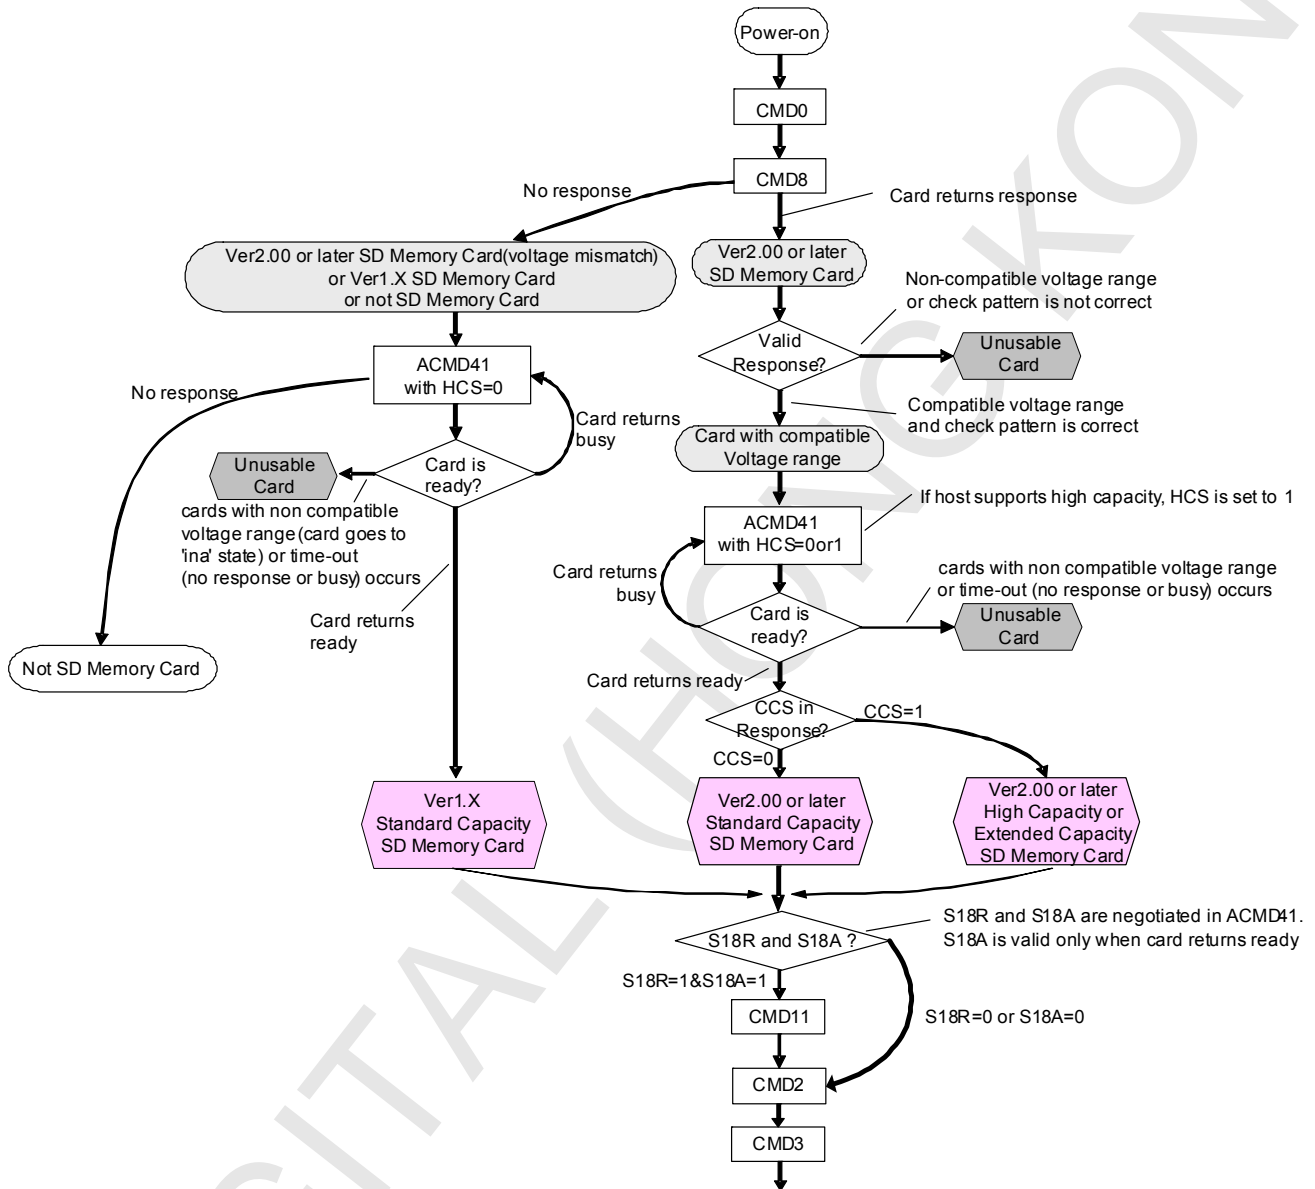 Power-on
CMD0
CMD8
No response
Card returns response
Ver2.00 or later SD Memory Card(voltage mismatch)
or Ver1.X SD Memory Card
or not SD Memory Card
Ver2.00 or later
SD Memory Card
Non-compatible voltage range
or check pattern is not correct
Valid
Response?
Unusable
Card
ACMD41
with HCS=0
No response
Card returns
busy
Compatible voltage range
and check pattern is correct
Card with compatible
Voltage range
Card is
ready?
Unusable
Card
cards with non compatible
voltage range (card goes to
'ina' state) or time-out
(no response or busy) occurs
If host supports high capacity, HCS is set to 1
ACMD41
with HCS=0or1
Card returns
busy
cards with non compatible voltage range
or time-out (no response or busy) occurs
Card is
ready?
Unusable
Card
Card returns
ready
Not SD Memory Card
Card returns ready
CCS in
Response?
CCS=1
CCS=0
Ver1.X
Standard Capacity
SD Memory Card
Ver2.00 or later
Standard Capacity
SD Memory Card
Ver2.00 or later
High Capacity or
Extended Capacity
SD Memory Card
S18R and S18A ?
S18R and S18A are negotiated in ACMD41.
S18A is valid only when card returns ready
S18R=1&S18A=1
S18R=0 or S18A=0
CMD11
CMD2
CMD3
GITAL (HONG KON